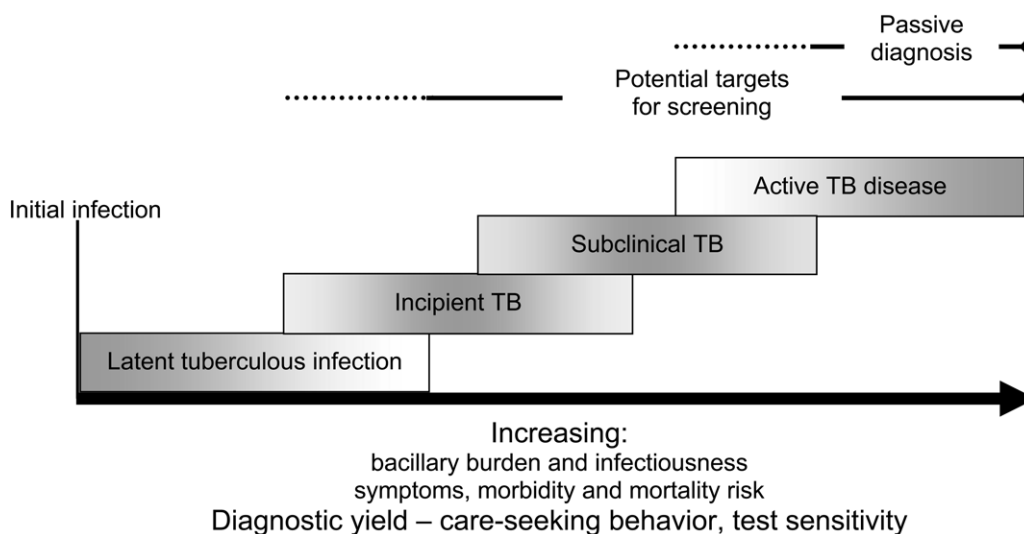 Passive
diagnosis
Potential targets
for screening
Active TB disease
Initial infection
Subclinical TB
Incipient TB
Latent tuberculous infection
Increasing:
bacillary burden and infectiousness
symptoms, morbidity and mortality risk
Diagnostic yield – care-seeking behavior, test sensitivity